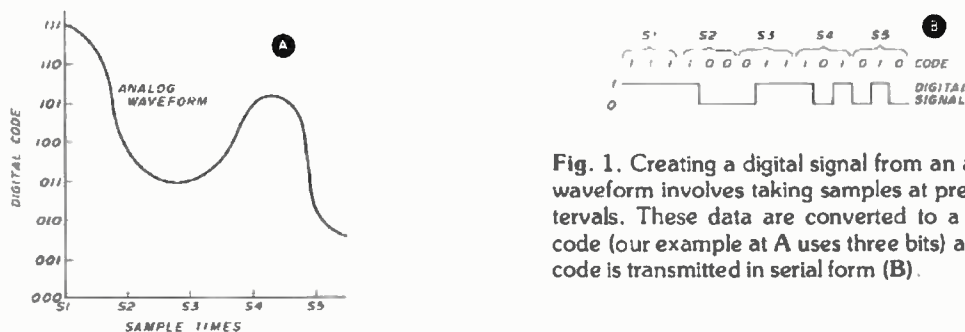 111
110
101
100
011
010
001
000
DIGITAL CODE
A
ANALOG
WAVEFORM
S1 S2 S3 S4 S5
SAMPLE TIMES
B
S1 S2 S3 S4 S5
1 1 1 1 0 0 0 1 1 1 0 1 0 1 0 CODE
1
0
DIGITAL
SIGNAL
Fig. 1. Creating a digital signal from an a
waveform involves taking samples at pre
tervals. These data are converted to a
code (our example at A uses three bits) a
code is transmitted in serial form (B).